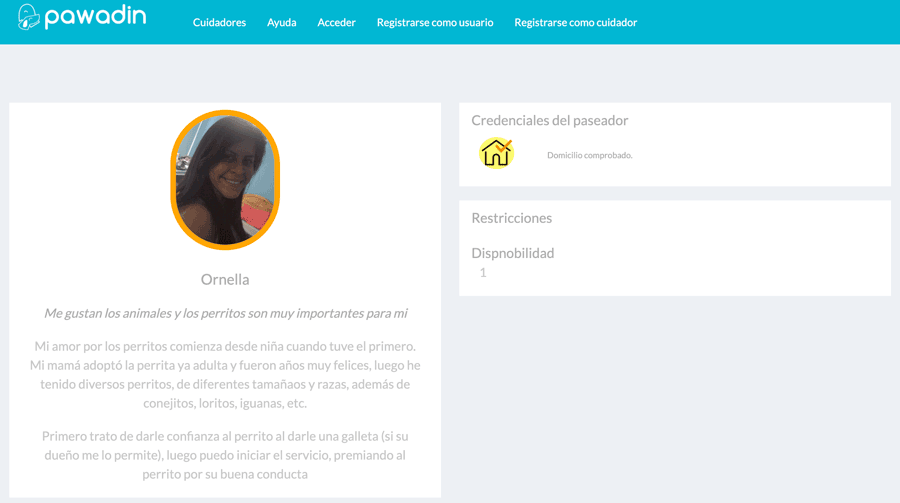 pawadin
Cuidadores Ayuda Acceder Registrarse como usuario Registrarse como cuidador
Ornella
Me gustan los animales y los perritos son muy importantes para mi
Mi amor por los perritos comienza desde niña cuando tuve el primero.
Mi mamá adoptó la perrita ya adulta y fueron años muy felices, luego he
tenido diversos perritos, de diferentes tamañaos y razas, además de
conejitos, loritos, iguanas, etc.
Primero trato de darle confianza al perrito al darle una galleta (si su
dueño me lo permite), luego puedo iniciar el servicio, premiando al
perrito por su buena conducta
Credenciales del paseador
Domicilio comprobado.
Restricciones
Dispnobilidad
1